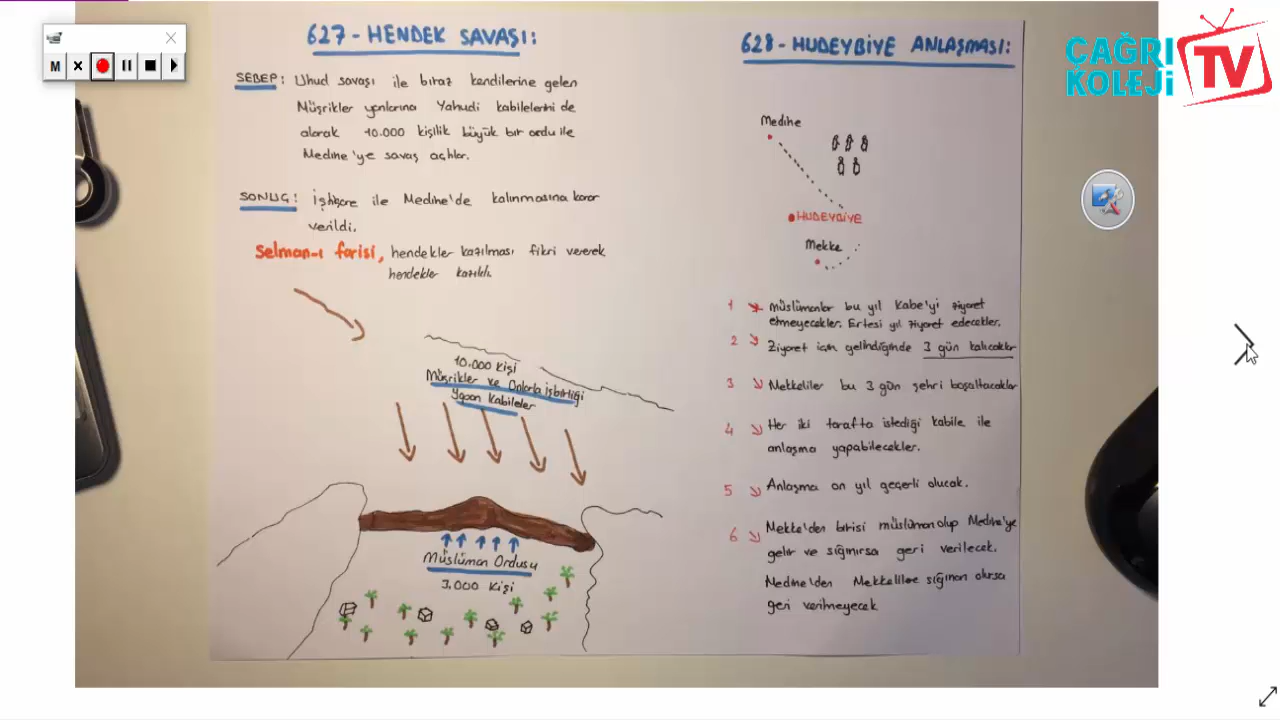 627 - HENDEK SAVAŞI:
SEBEP: Uhud savaşı ile biraz kendilerine gelen
Müşrikler yanlarına Yahudi kabilelerini de
alarak 10.000 kişilik büyük bir ordu ile
Medine'ye savaş açtılar.
SONUÇ: İstişare ile Medine'de kalınmasına karar
verildi.
Selman-ı farisi, hendekler kazılması fikri vererek
hendekler kazıldı.
10.000 Kişi
Müşrikler ve Onlarla işbirliği
Yapan Kabileler
Müslüman Ordusu
3.000 Kişi
628 - HUDEYBİYE ANLAŞMASI:
Medine
HUDEYBİYE
Mekke
1 müslümanlar bu yıl Kabe'yi ziyaret
etmeyecekler. Ertesi yıl ziyaret edecekler.
2 Ziyaret için gelindiğinde 3 gün kalıcaklar
3 Mekkeliler bu 3 gün şehri boşaltacaklar
4 Her iki tarafta istediği kabile ile
anlaşma yapabilecekler.
5 Anlaşma on yıl geçerli olucak.
6 Mekke'den birisi müslüman olup Medine'ye
gelir ve sığınırsa geri verilecek.
Medine'den Mekkelilere sığınan olursa
geri verilmeyecek
ÇAĞRI
KOLEJİ
TV
M